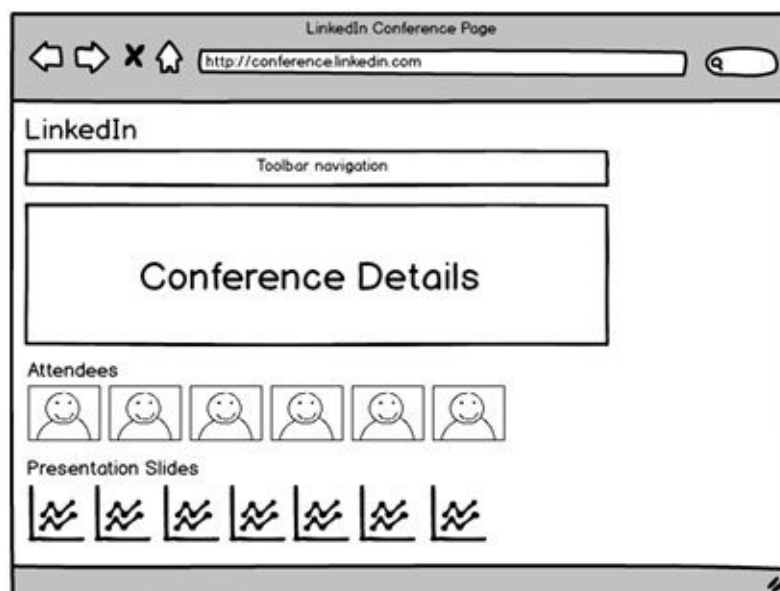 LinkedIn Conference Page
http://conference.linkedin.com
LinkedIn
Toolbar navigation
Conference Details
Attendees
Presentation Slides